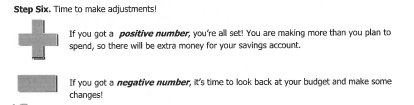 Step Six. Time to make adjustments!
If you got a positive number, you're all set! You are making more than you plan to
spend, so there will be extra money for your savings account.
If you got a negative number, it's time to look back at your budget and make some
changes!